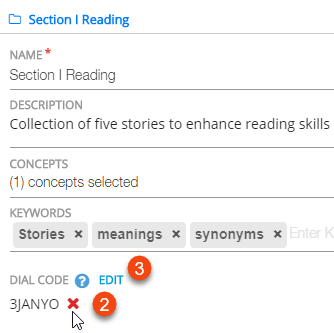 Section I Reading
NAME*
Section I Reading
DESCRIPTION
Collection of five stories to enhance reading skills
CONCEPTS
(1) concepts selected
KEYWORDS
Stories × meanings × synonyms × Enter K
DIAL CODE ? EDIT 3
3JANYO ✖ 2